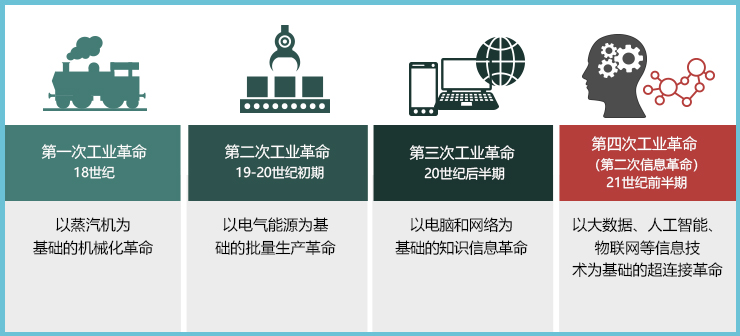 第一次工业革命
18世纪
以蒸汽机为
基础的机械化革命
第二次工业革命
19-20世纪初期
以电气能源为基
础的批量生产革命
第三次工业革命
20世纪后半期
以电脑和网络为
基础的知识信息革命
第四次工业革命
（第二次信息革命）
21世纪前半期
以大数据、人工智能、
物联网等信息技
术为基础的超连接革命